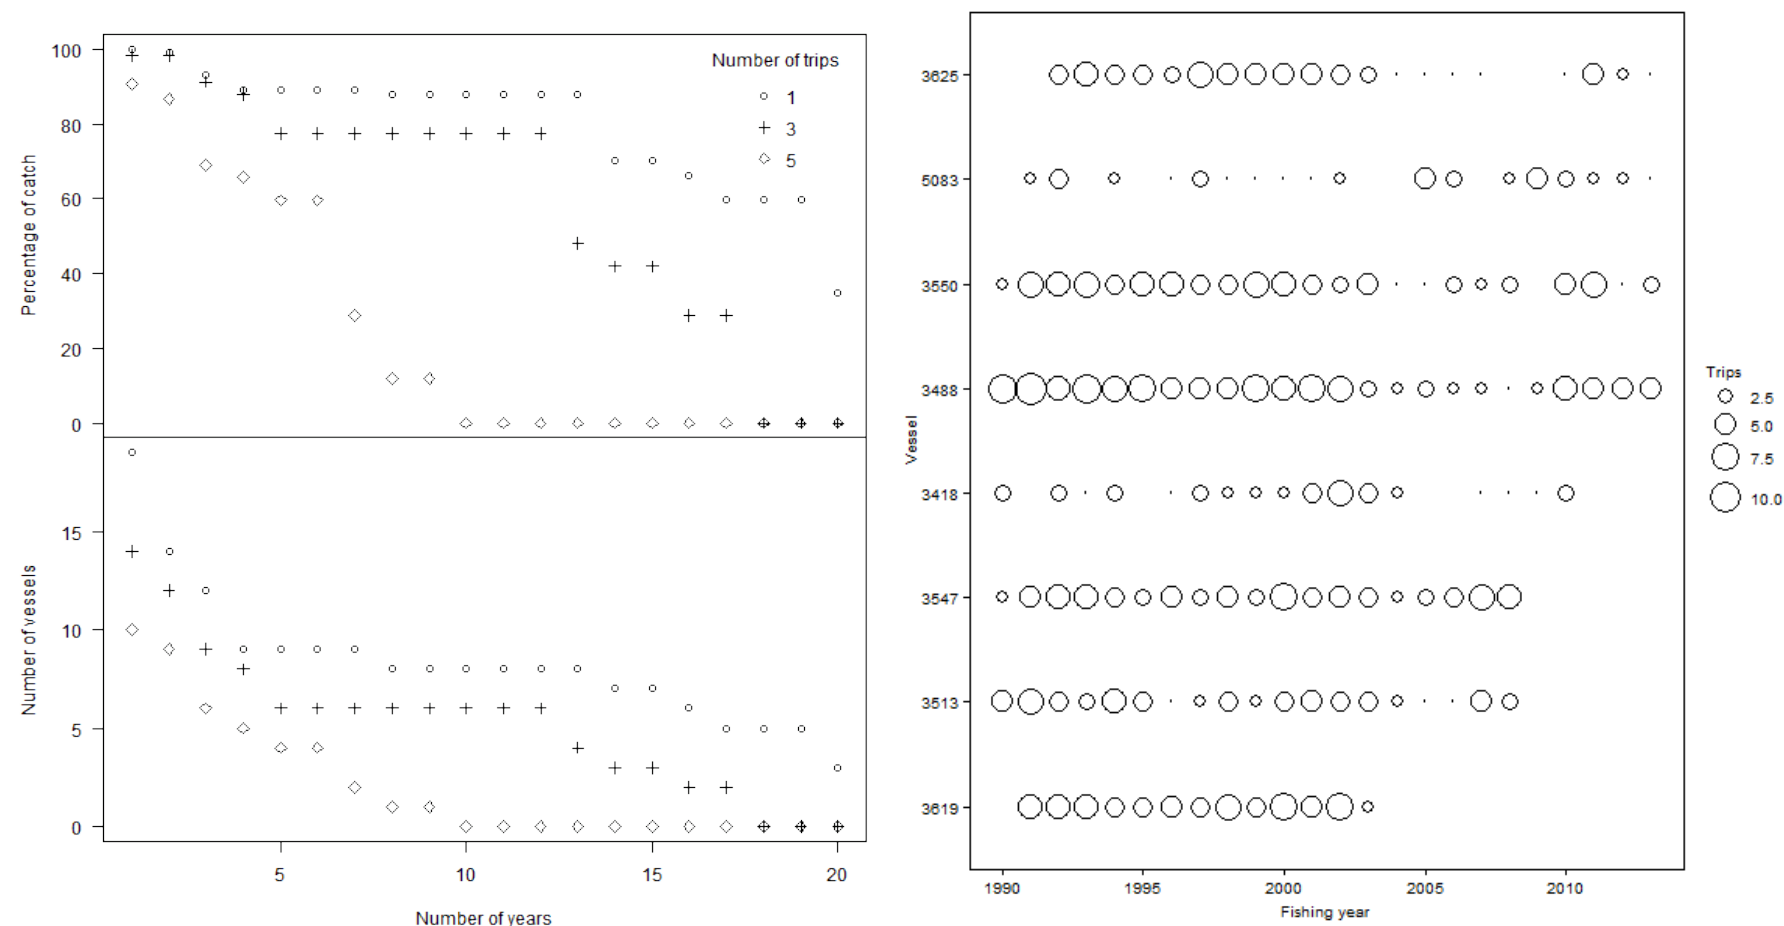 Number of trips
1
3
5
Percentage of catch
100
80
60
40
20
0
Number of vessels
15
10
5
0
5 10 15 20
Number of years
Vessel
3625
5083
3550
3488
3418
3547
3513
3619
1990 1995 2000 2005 2010
Fishing year
Trips
2.5
5.0
7.5
10.0